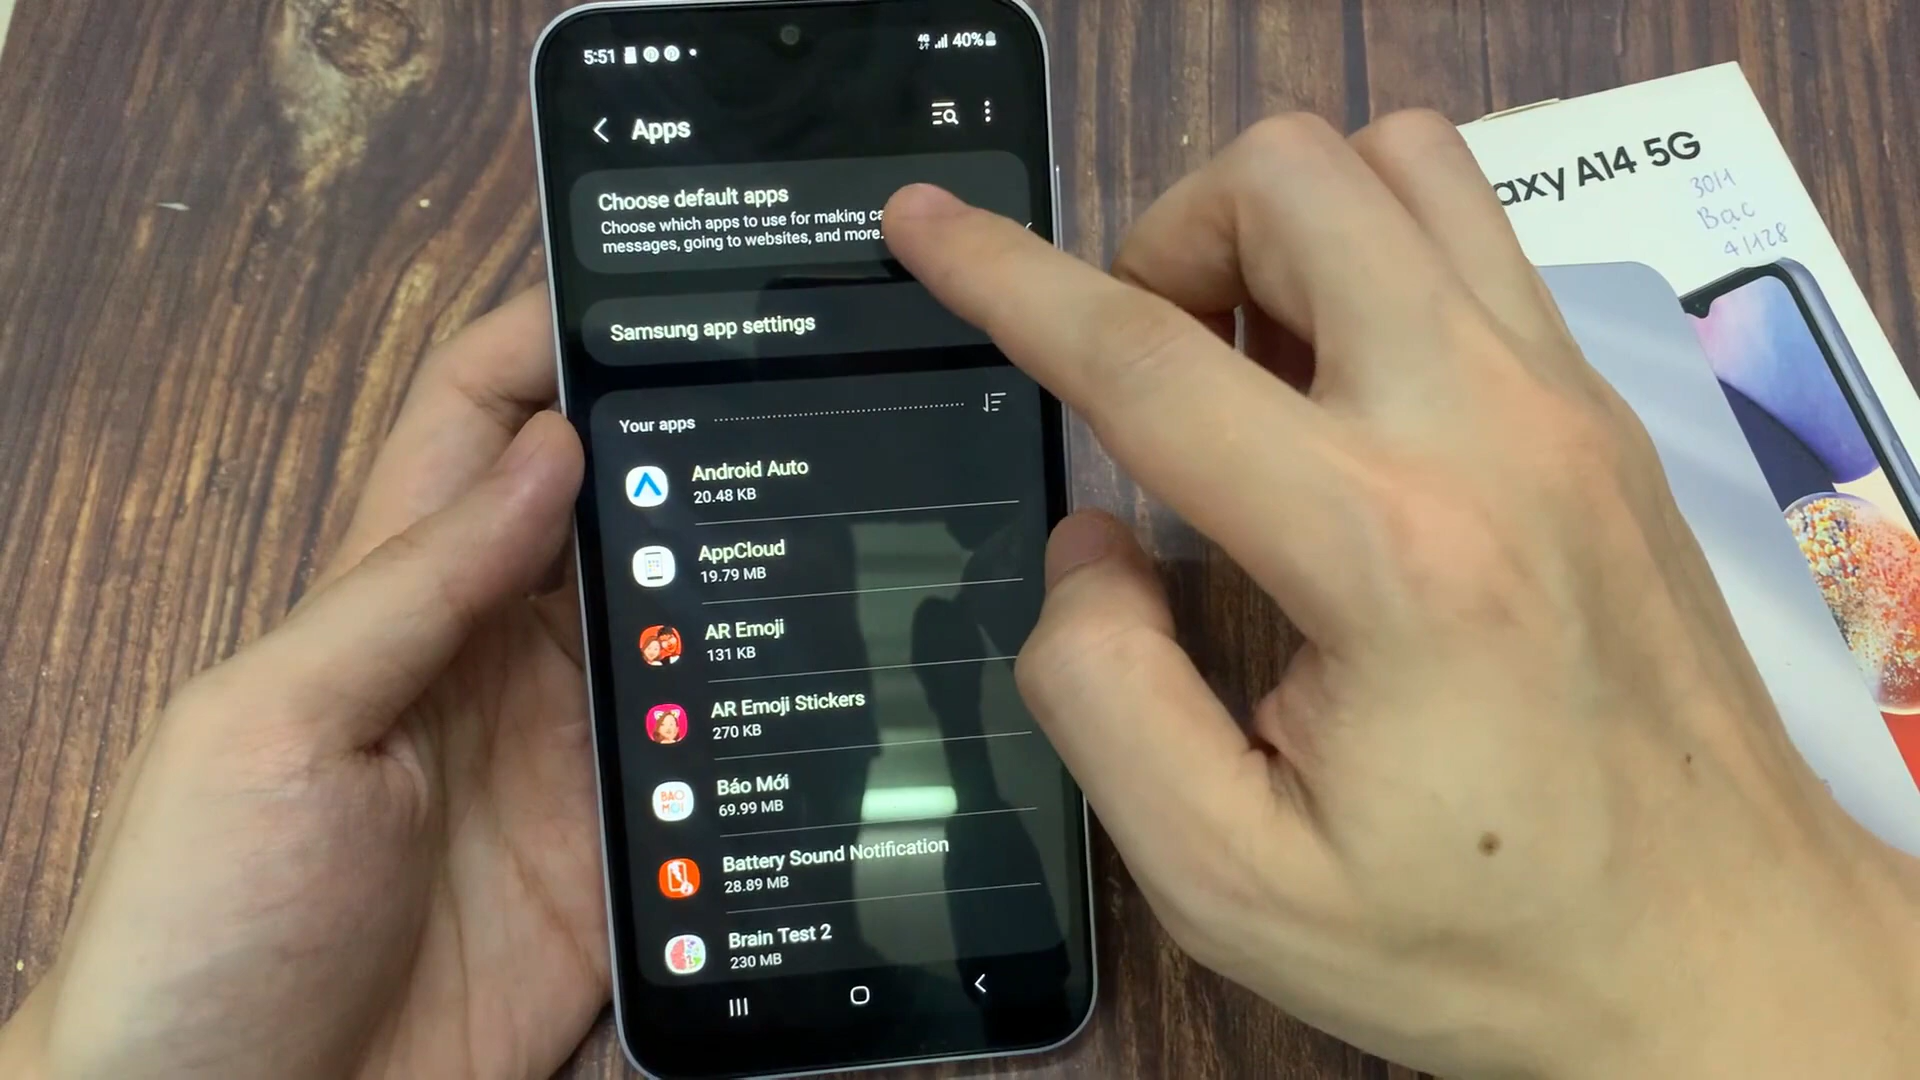 5:51
4G 40%
Apps
Choose default apps
Choose which apps to use for making
messages, going to websites, and more.
Samsung app settings
Your apps
Android Auto
20.48 KB
AppCloud
19.79 MB
AR Emoji
131 KB
AR Emoji Stickers
270 KB
Báo Mới
69.99 MB
Battery Sound Notification
28.89 MB
Brain Test 2
230 MB
axy A14 5G
Bạc
4/128